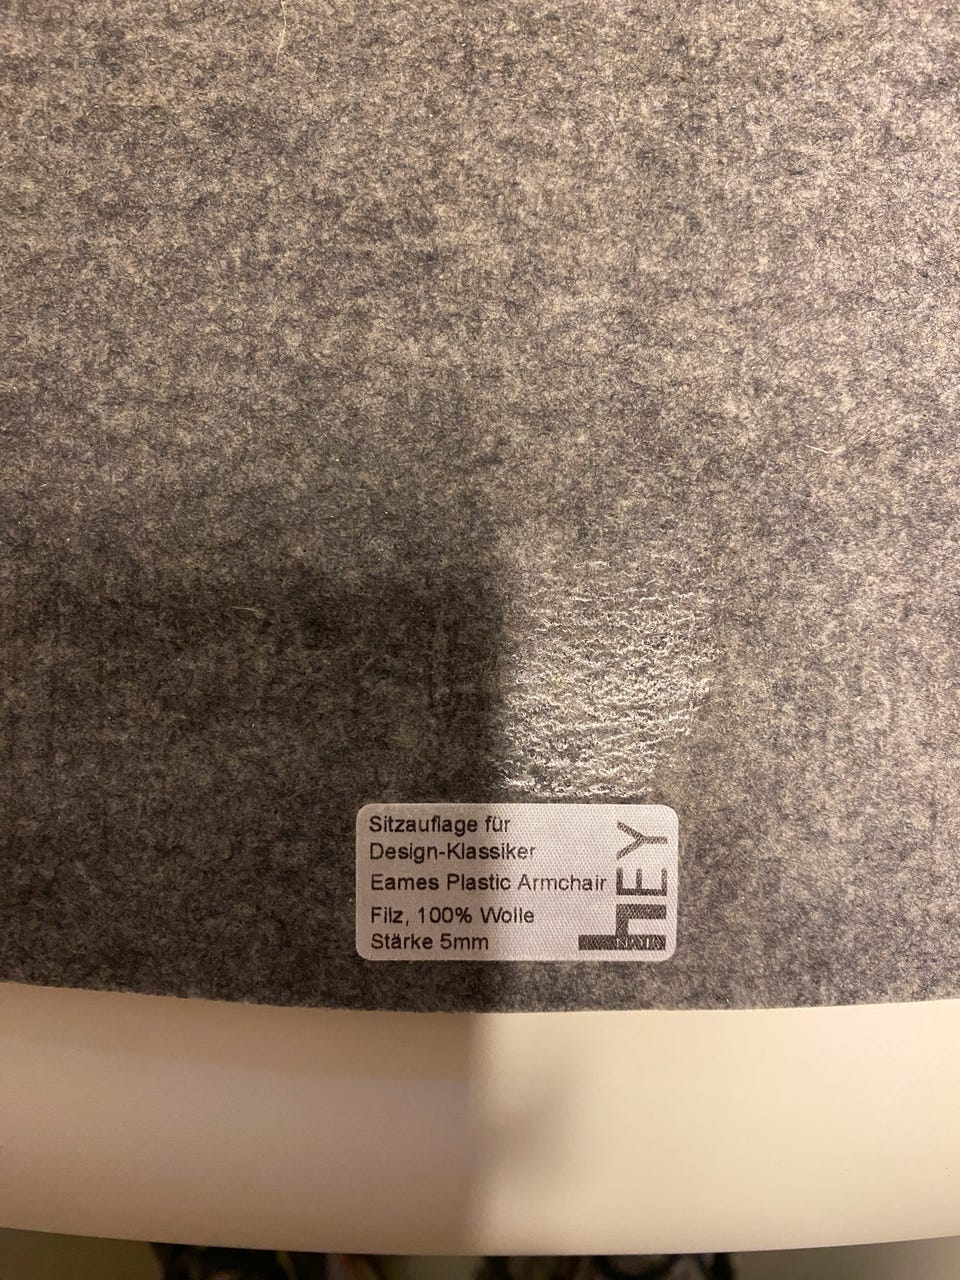 Sitzauflage für
Design-Klassiker
Eames Plastic Armchair
Filz, 100% Wolle
Stärke 5mm
hEY